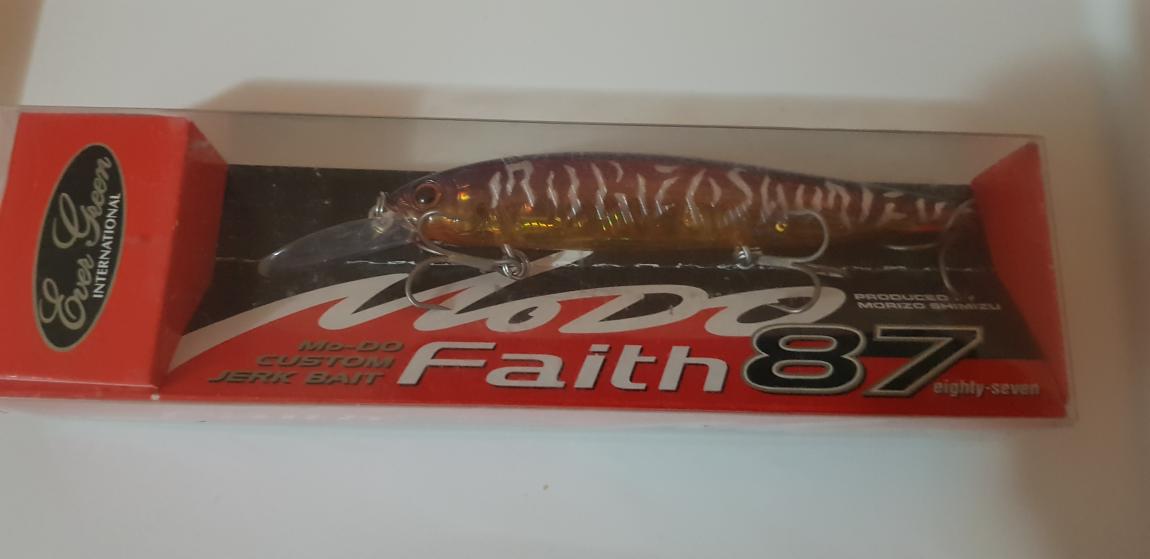 Ever Green
INTERNATIONAL
MoDO
PRODUCED BY
MORIZO SHIMIZU
Mo-DO
CUSTOM
JERK BAIT
Faith 87
eighty-seven